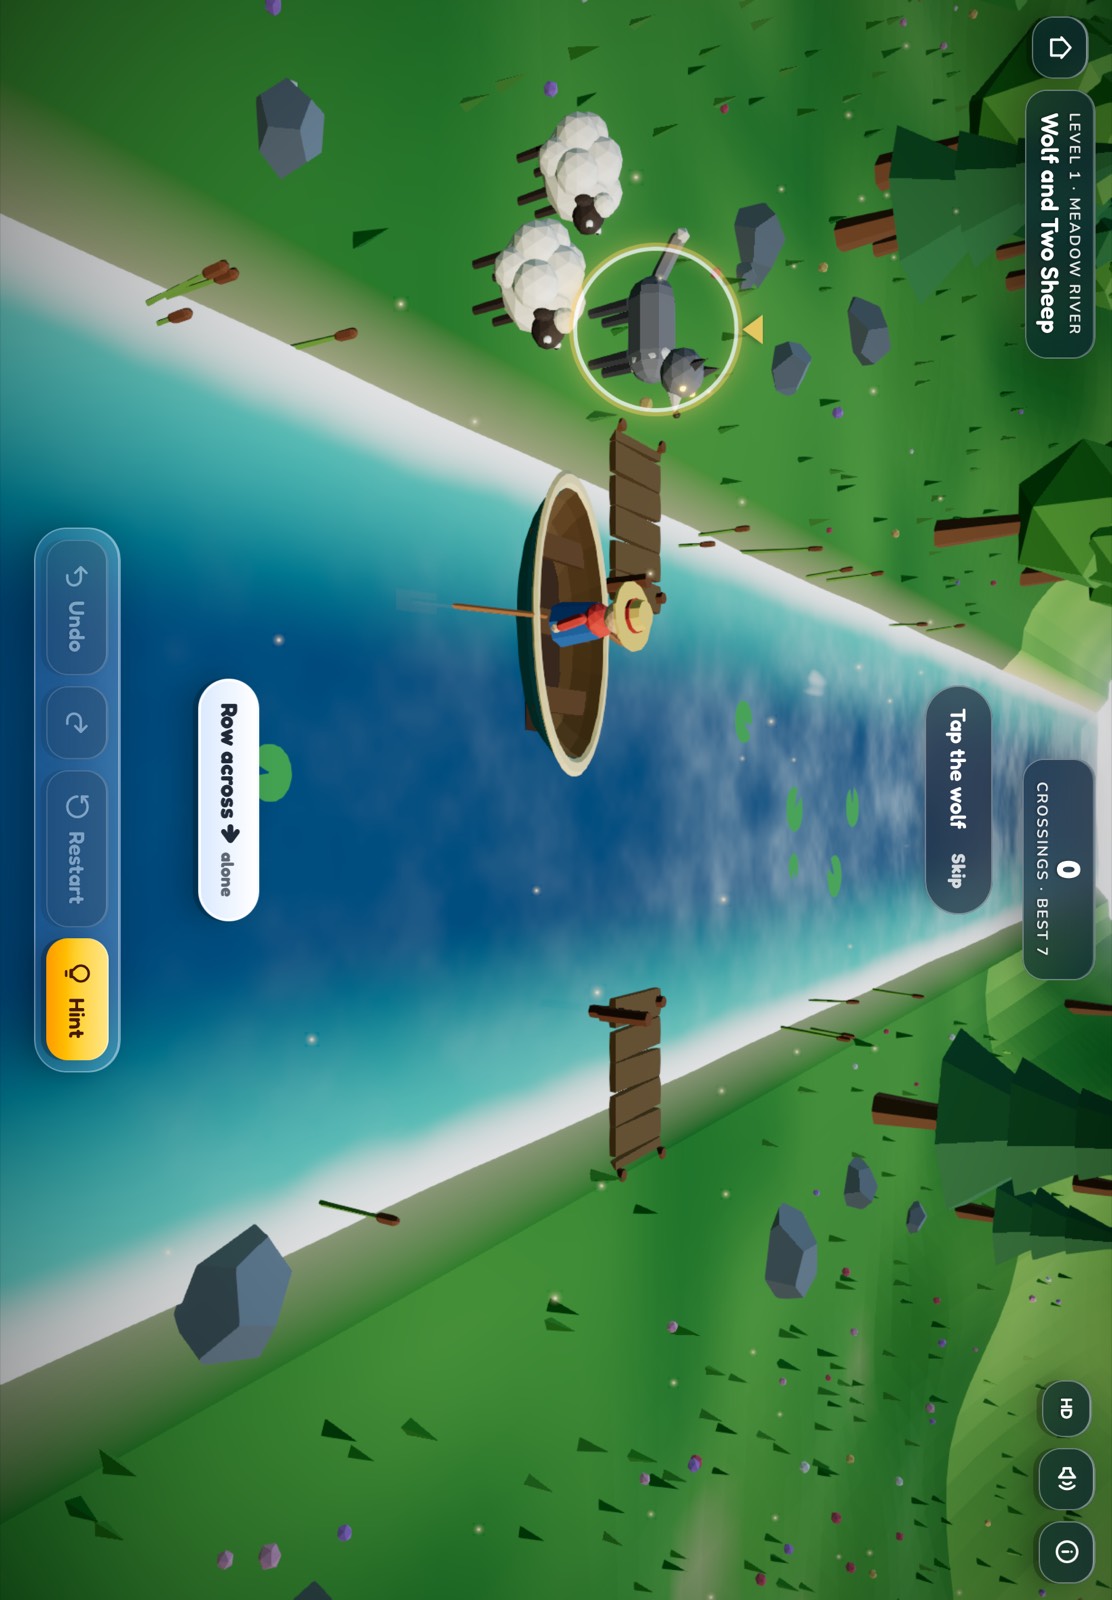 LEVEL 1 · MEADOW RIVER
Wolf and Two Sheep
0
CROSSINGS · BEST 7
HD
Tap the wolf Skip
Row across → alone
Undo
Restart
Hint